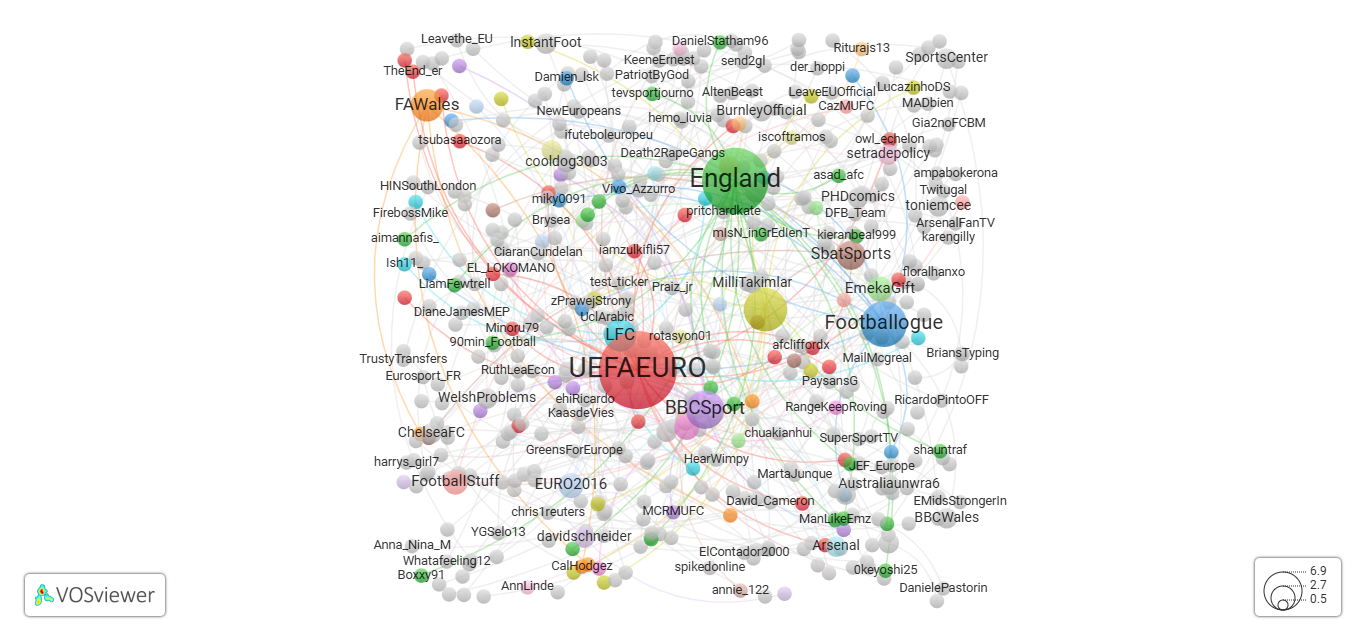 Leavethe_EU
InstantFoot
DanielStatham96
Riturajs13
SportsCenter
KeeneErnest
send2gl
der_hoppi
TheEnd_er
Damien_lsk
PatriotByGod
tevsportjourno
AltenBeast
LeaveEUOfficial
LucazinhoDS
FAWales
NewEuropeans
hemo_luvia
BurnleyOfficial
CazMUFC
MADbien
Gia2noFCBM
tsubasaaozora
ifuteboleuropeu
iscoftramos
owl_echelon
cooldog3003
Death2RapeGangs
setradepolicy
England
asad_afc
ampabokerona
HINSouthLondon
miky0091
Vivo_Azzurro
PHDcomics
Twitugal
toniemcee
FirebossMike
Brysea
pritchardkate
DFB_Team
ArsenalFanTV
aimannafis_
mIsN_inGrEdIenT
kieranbeal999
karengilly
CiaranCundelan
iamzulkifli57
SbatSports
Ish11_
EL_LOKOMANO
floralhanxo
LiamFewtrell
test_ticker
Praiz_jr
MilliTakimlar
EmekaGift
DianeJamesMEP
zPrawejStrony
UclArabic
Footballogue
Minoru79
LFC
rotasyon01
90min_Football
afcliffordx
TrustyTransfers
MailMcgreal
BriansTyping
Eurosport_FR
RuthLeaEcon
UEFAEURO
PaysansG
WelshProblems
ehiRicardo
KaasdeVies
BBCSport
RangeKeepRoving
RicardoPintoOFF
ChelseaFC
chuakianhui
SuperSportTV
GreensForEurope
shauntraf
harrys_girl7
HearWimpy
JEF_Europe
FootballStuff
EURO2016
MartaJunque
Australiaunwra6
David_Cameron
EMidsStrongerIn
chris1reuters
MCRMUFC
ManLikeEmz
BBCWales
YGSelo13
davidschneider
Anna_Nina_M
ElContador2000
Arsenal
Whatafeeling12
CalHodgez
spikedonline
Boxxy91
0keyoshi25
AnnLinde
annie_122
DanielePastorin
VOSviewer
6.9
2.7
0.5